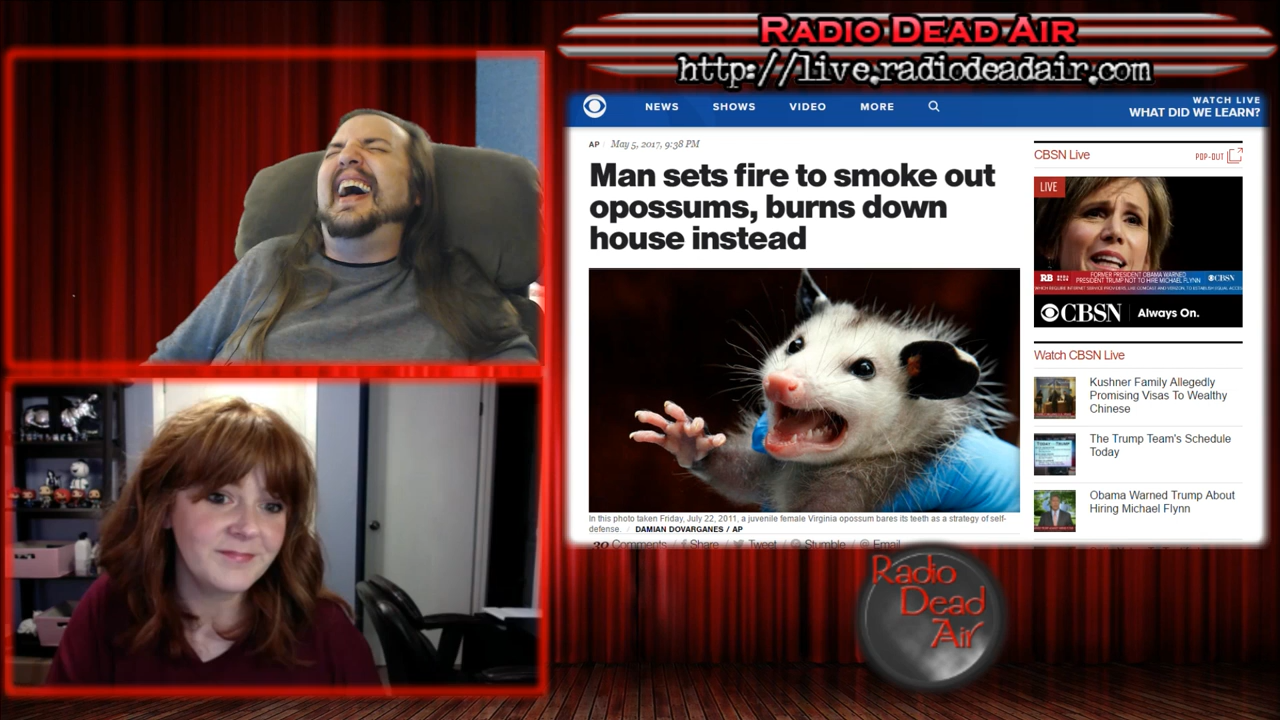 RADIO DEAD AIR
http://live.radiodeadair.com
NEWS SHOWS VIDEO MORE
WATCH LIVE
WHAT DID WE LEARN?
AP May 5, 2017, 9:38 PM
Man sets fire to smoke out
opossums, burns down
house instead
In this photo taken Friday, July 22, 2011, a juvenile female Virginia opossum bares its teeth as a strategy of self-
defense. / DAMIAN DOVARGANES / AP
30 Comments / Share / Tweet / Stumble / @ Email
CBSN Live
POP-OUT
LIVE
FORMER PRESIDENT OBAMA WARNED
PRESIDENT TRUMP NOT TO HIRE MICHAEL FLYNN
CBSN
CBSN Always On.
Watch CBSN Live
Kushner Family Allegedly
Promising Visas To Wealthy
Chinese
The Trump Team's Schedule
Today
Obama Warned Trump About
Hiring Michael Flynn
Radio
Dead
Air